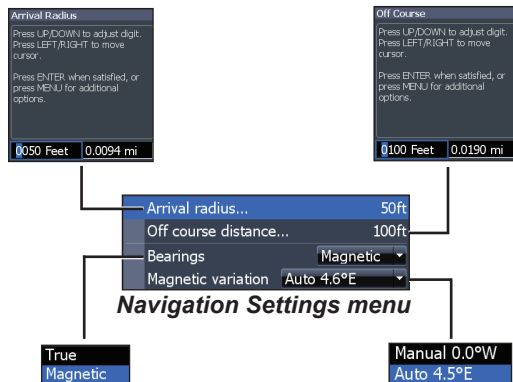 Arrival Radius
Press UP/DOWN to adjust digit.
Press LEFT/RIGHT to move
cursor.
Press ENTER when satisfied, or
press MENU for additional
options.
0050 Feet 0.0094 mi
Off Course
Press UP/DOWN to adjust digit.
Press LEFT/RIGHT to move
cursor.
Press ENTER when satisfied, or
press MENU for additional
options.
0100 Feet 0.0190 mi
Arrival radius... 50ft
Off course distance... 100ft
Bearings Magnetic
Magnetic variation Auto 4.6°E
Navigation Settings menu
True
Magnetic
Manual 0.0°W
Auto 4.5°E